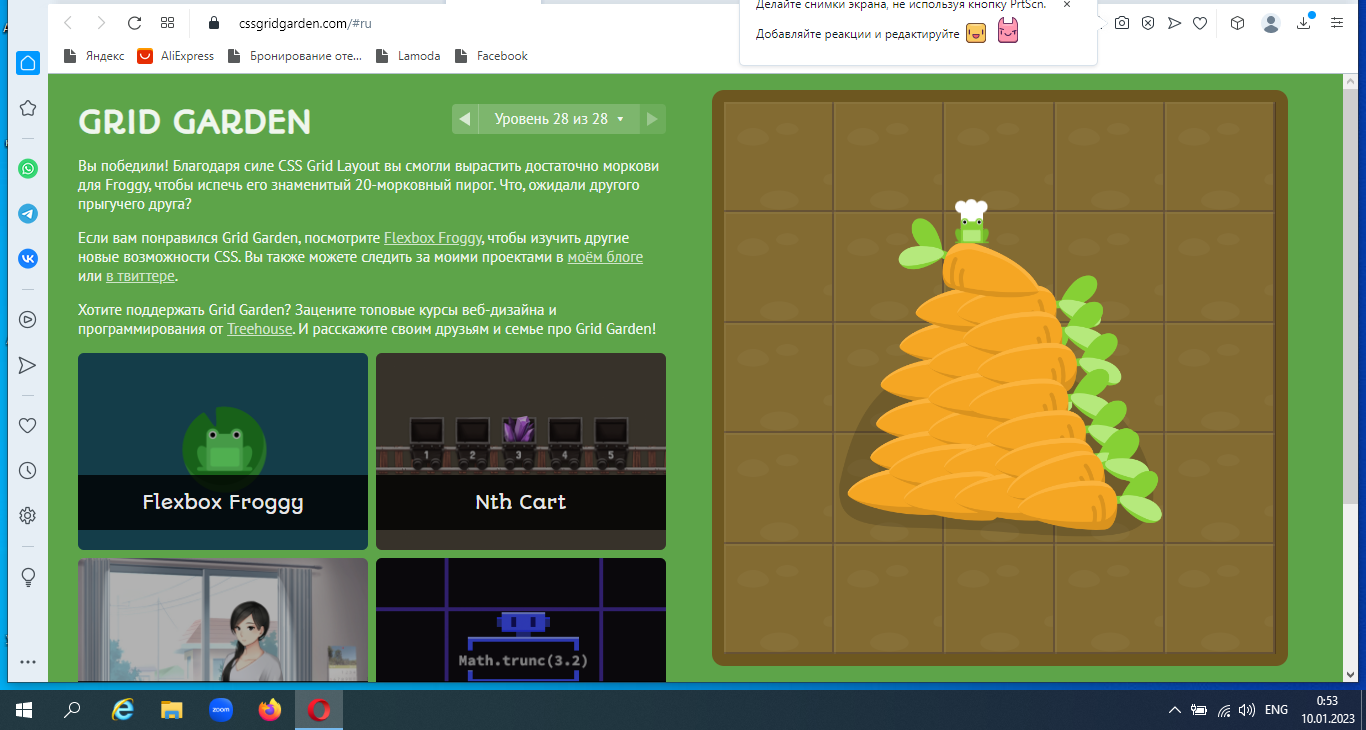 Делайте снимки экрана, не используя кнопку PrtScn.
cssgridgarden.com/#ru
Добавляйте реакции и редактируйте
Яндекс
AliExpress
Бронирование оте...
Lamoda
Facebook
GRID GARDEN
Уровень 28 из 28
Вы победили! Благодаря силе CSS Grid Layout вы смогли вырастить достаточно моркови
для Froggy, чтобы испечь его знаменитый 20-морковный пирог. Что, ожидали другого
прыгучего друга?
Если вам понравился Grid Garden, посмотрите Flexbox Froggy, чтобы изучить другие
новые возможности CSS. Вы также можете следить за моими проектами в моём блоге
или в твиттере.
Хотите поддержать Grid Garden? Зацените топовые курсы веб-дизайна и
программирования от Treehouse. И расскажите своим друзьям и семье про Grid Garden!
1 2 3 4 5
Flexbox Froggy
Nth Cart
Math.trunc(3.2)
zoom
ENG
0:53
10.01.2023